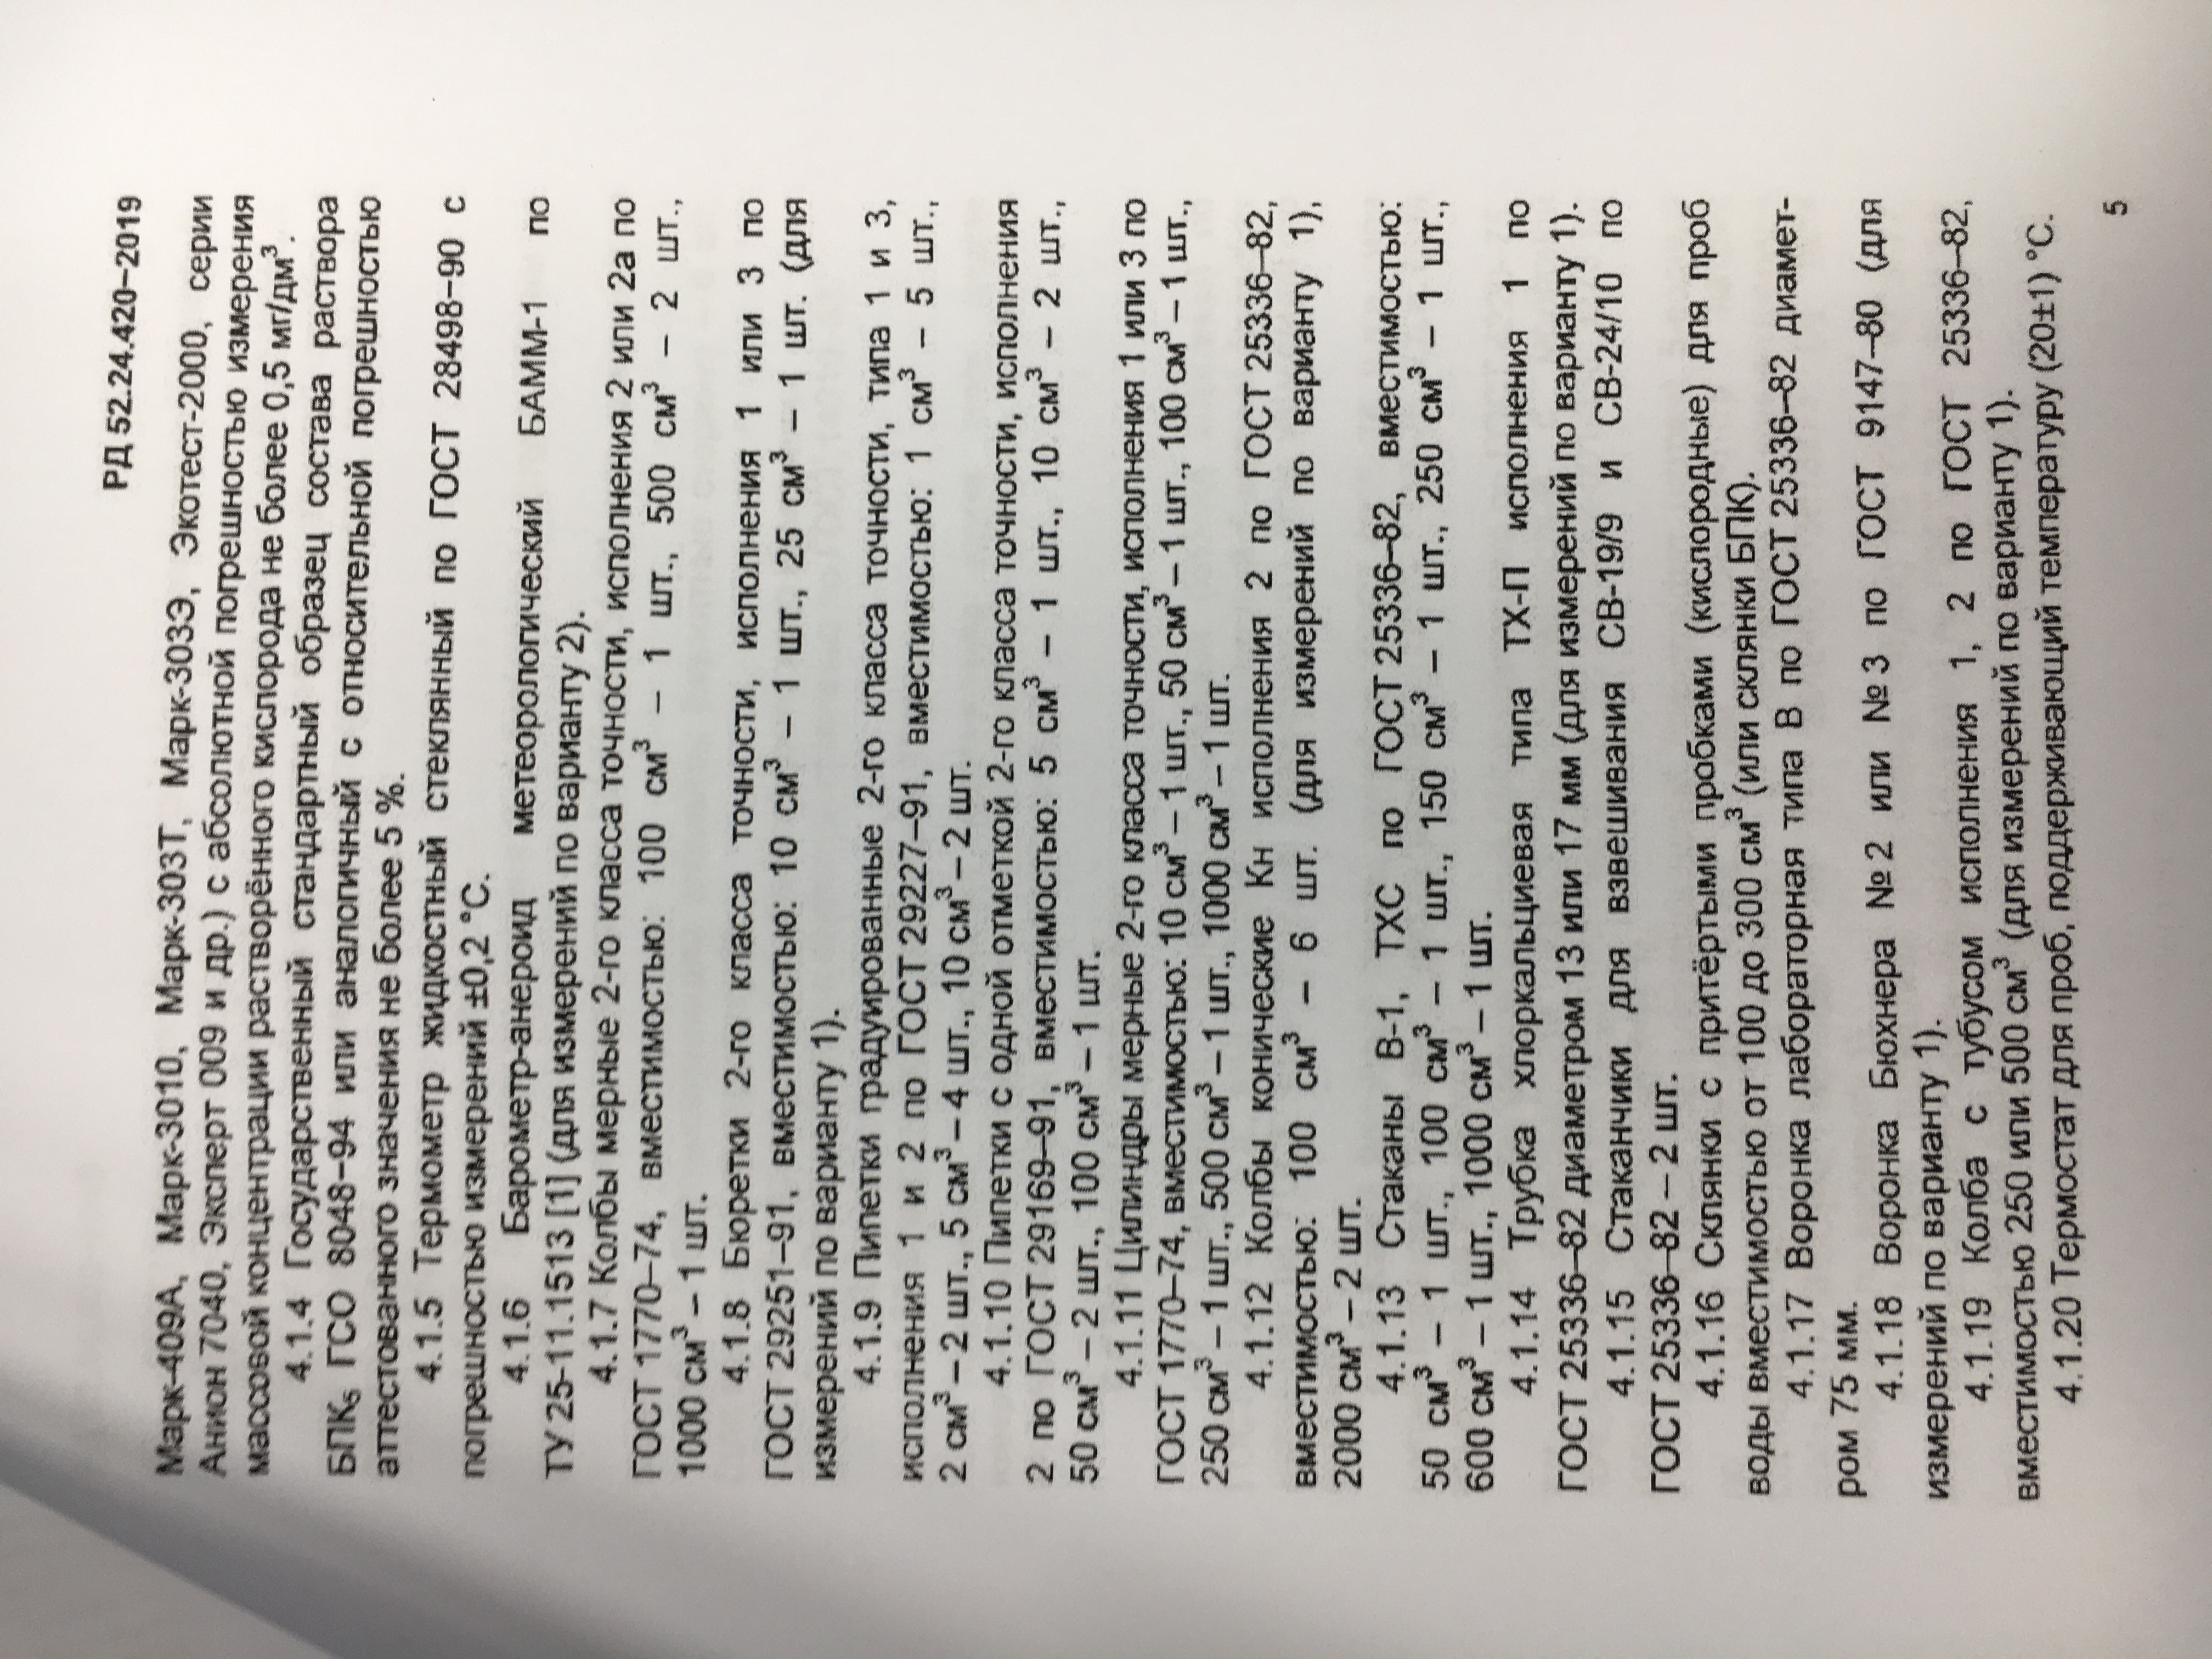 РД 52.24.420–2019
Марк-409А, Марк-3010, Марк-303Т, Марк-303Э, Экотест-2000, серии
Анион 7040, Эксперт 009 и др.) с абсолютной погрешностью измерения
массовой концентрации растворённого кислорода не более 0,5 мг/дм³.
4.1.4 Государственный стандартный образец состава раствора
БПК₅ ГСО 8048–94 или аналогичный с относительной погрешностью
аттестованного значения не более 5 %.
4.1.5 Термометр жидкостный стеклянный по ГОСТ 28498–90 с
погрешностью измерений ±0,2 °С.
4.1.6 Барометр-анероид метеорологический БАММ-1 по
ТУ 25-11.1513 [1] (для измерений по варианту 2).
4.1.7 Колбы мерные 2-го класса точности, исполнения 2 или 2а по
ГОСТ 1770–74, вместимостью: 100 см³ – 1 шт., 500 см³ – 2 шт.,
1000 см³ – 1 шт.
4.1.8 Бюретки 2-го класса точности, исполнения 1 или 3 по
ГОСТ 29251–91, вместимостью: 10 см³ – 1 шт., 25 см³ – 1 шт. (для
измерений по варианту 1).
4.1.9 Пипетки градуированные 2-го класса точности, типа 1 и 3,
исполнения 1 и 2 по ГОСТ 29227–91, вместимостью: 1 см³ – 5 шт.,
2 см³ – 2 шт., 5 см³ – 4 шт., 10 см³ – 2 шт.
4.1.10 Пипетки с одной отметкой 2-го класса точности, исполнения
2 по ГОСТ 29169–91, вместимостью: 5 см³ – 1 шт., 10 см³ – 2 шт.,
50 см³ – 2 шт., 100 см³ – 1 шт.
4.1.11 Цилиндры мерные 2-го класса точности, исполнения 1 или 3 по
ГОСТ 1770–74, вместимостью: 10 см³ – 1 шт., 50 см³ – 1 шт., 100 см³ – 1 шт.,
250 см³ – 1 шт., 500 см³ – 1 шт., 1000 см³ – 1 шт.
4.1.12 Колбы конические Кн исполнения 2 по ГОСТ 25336–82,
вместимостью: 100 см³ – 6 шт. (для измерений по варианту 1),
2000 см³ – 2 шт.
4.1.13 Стаканы В-1, ТХС по ГОСТ 25336–82, вместимостью:
50 см³ – 1 шт., 100 см³ – 1 шт., 150 см³ – 1 шт., 250 см³ – 1 шт.,
600 см³ – 1 шт., 1000 см³ – 1 шт.
4.1.14 Трубка хлоркальциевая типа ТХ-П исполнения 1 по
ГОСТ 25336–82 диаметром 13 или 17 мм (для измерений по варианту 1).
4.1.15 Стаканчики для взвешивания СВ-19/9 и СВ-24/10 по
ГОСТ 25336–82 – 2 шт.
4.1.16 Склянки с притёртыми пробками (кислородные) для проб
воды вместимостью от 100 до 300 см³ (или склянки БПК).
4.1.17 Воронка лабораторная типа В по ГОСТ 25336–82 диамет-
ром 75 мм.
4.1.18 Воронка Бюхнера № 2 или № 3 по ГОСТ 9147–80 (для
измерений по варианту 1).
4.1.19 Колба с тубусом исполнения 1, 2 по ГОСТ 25336–82,
вместимостью 250 или 500 см³ (для измерений по варианту 1).
4.1.20 Термостат для проб, поддерживающий температуру (20±1) °С.
5